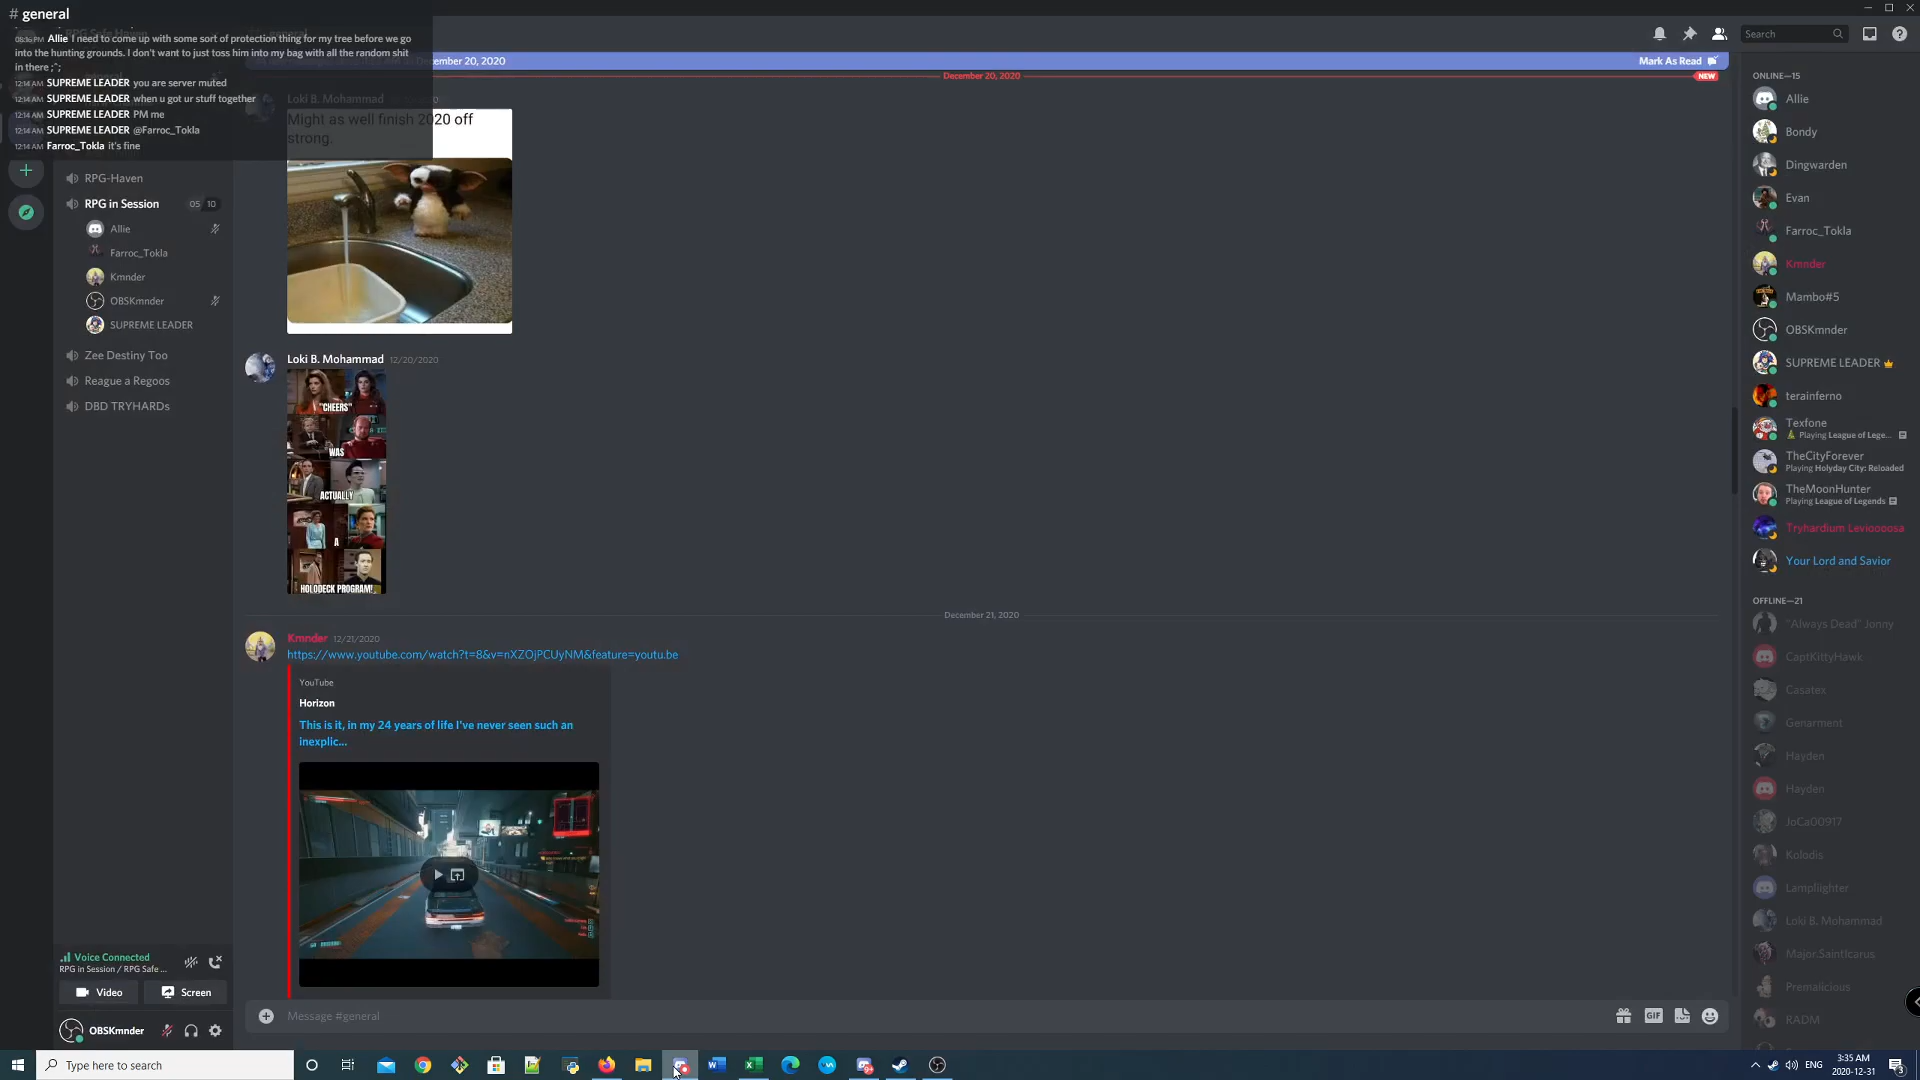 # general
08:36 PM Allie I need to come up with some sort of protection thing for my tree before we go
into the hunting grounds. I don't want to just toss him into my bag with all the random shit
in there ;^;
12:14 AM SUPREME LEADER you are server muted
12:14 AM SUPREME LEADER when u got ur stuff together
12:14 AM SUPREME LEADER PM me
12:14 AM SUPREME LEADER @Farroc_Tokla
12:14 AM Farroc_Tokla it's fine
RPG-Haven
RPG in Session 05 10
Allie
Farroc_Tokla
Kmnder
OBSKmnder
SUPREME LEADER
Zee Destiny Too
Reague a Regoos
DBD TRYHARDs
Voice Connected
RPG in Session / RPG Safe ...
Video Screen
OBSKmnder
December 20, 2020 Mark As Read
December 20, 2020 NEW
Loki B. Mohammad
Might as well finish 2020 off
strong.
Loki B. Mohammad 12/20/2020
"CHEERS"
WAS
ACTUALLY
A
HOLODECK PROGRAM!
December 21, 2020
Kmnder 12/21/2020
https://www.youtube.com/watch?t=8&v=nXZOjPCUyNM&feature=youtu.be
YouTube
Horizon
This is it, in my 24 years of life I've never seen such an
inexplic...
Message #general
GIF
Search
ONLINE—15
Allie
Bondy
Dingwarden
Evan
Farroc_Tokla
Kmnder
Mambo#5
OBSKmnder
SUPREME LEADER
terainferno
Texfone
Playing League of Lege...
TheCityForever
Playing Holyday City: Reloaded
TheMoonHunter
Playing League of Legends
Tryhardium Levioooosa
Your Lord and Savior
OFFLINE—21
"Always Dead" Jonny
CaptKittyHawk
Casatex
Genarment
Hayden
Hayden
JoCa00917
Kolodis
Lampllighter
Loki B. Mohammad
Major.SaintIcarus
Premalicious
RADM
Type here to search
ENG
3:35 AM
2020-12-31